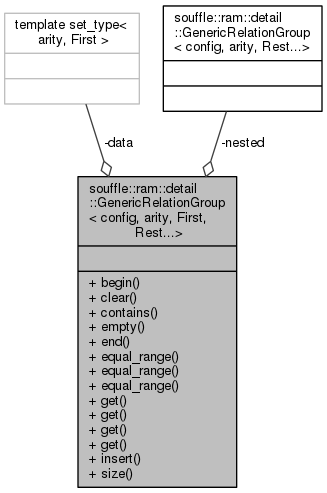 template set_type<
arity, First >
souffle::ram::detail
::GenericRelationGroup
< config, arity, Rest...>
-data
-nested
souffle::ram::detail
::GenericRelationGroup
< config, arity, First,
Rest...>
+ begin()
+ clear()
+ contains()
+ empty()
+ end()
+ equal_range()
+ equal_range()
+ equal_range()
+ get()
+ get()
+ get()
+ get()
+ insert()
+ size()